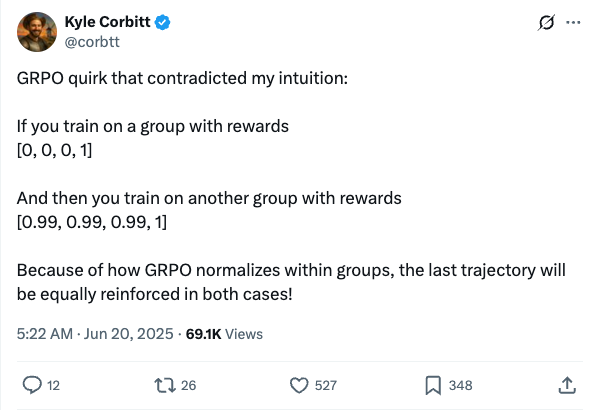 Kyle Corbitt
@corbtt
GRPO quirk that contradicted my intuition:
If you train on a group with rewards
[0, 0, 0, 1]
And then you train on another group with rewards
[0.99, 0.99, 0.99, 1]
Because of how GRPO normalizes within groups, the last trajectory will
be equally reinforced in both cases!
5:22 AM · Jun 20, 2025 · 69.1K Views
12 26 527 348